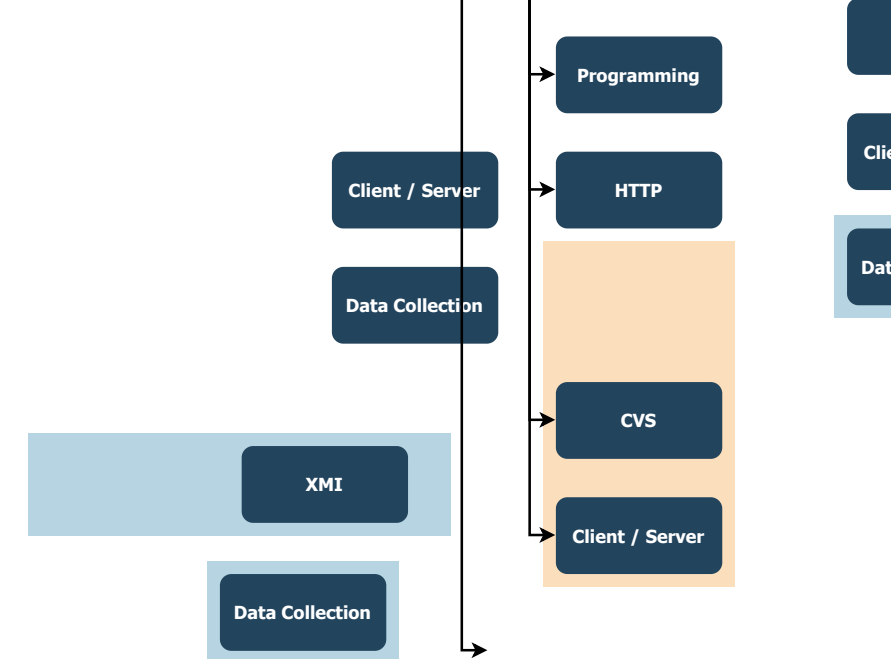 Programming
Client / Server
HTTP
Data Collection
CVS
XMI
Client / Server
Data Collection